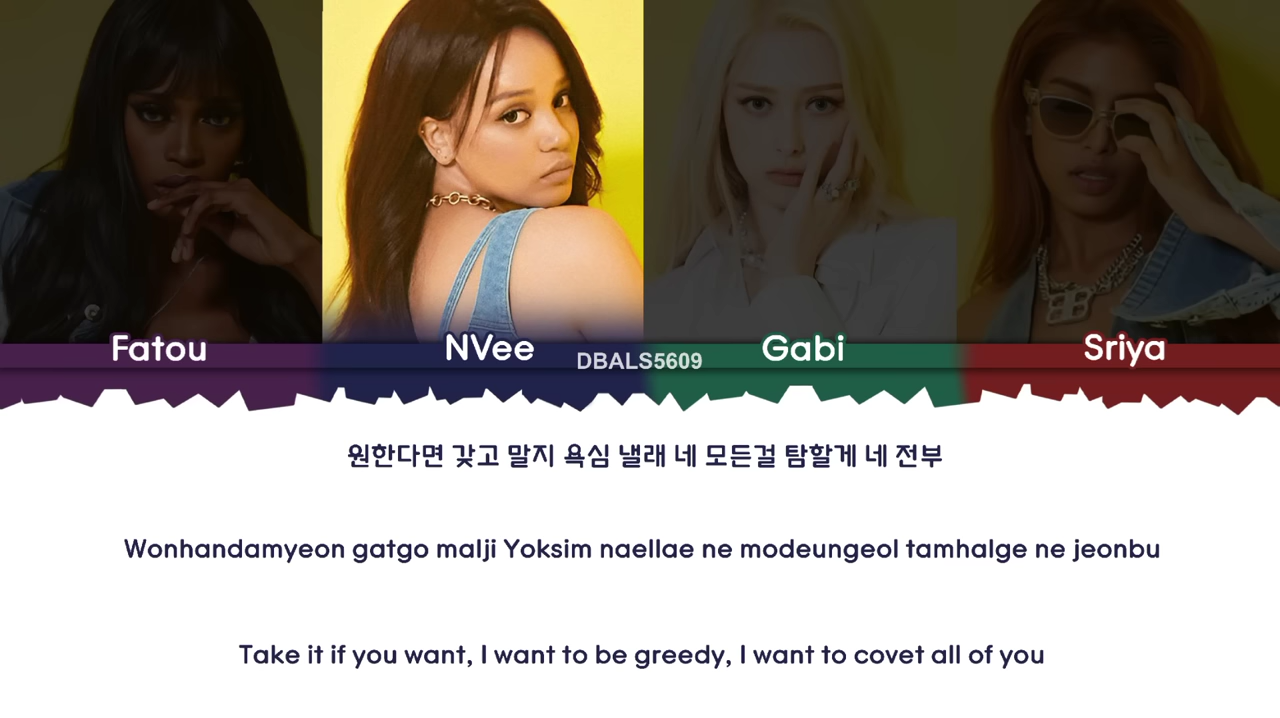 Fatou NVee Gabi Sriya
DBALS5609
원한다면 갖고 말지 욕심 낼래 네 모든걸 탐할게 네 전부
Wonhandamyeon gatgo malji Yoksim naellae ne modeungeol tamhalge ne jeonbu
Take it if you want, I want to be greedy, I want to covet all of you